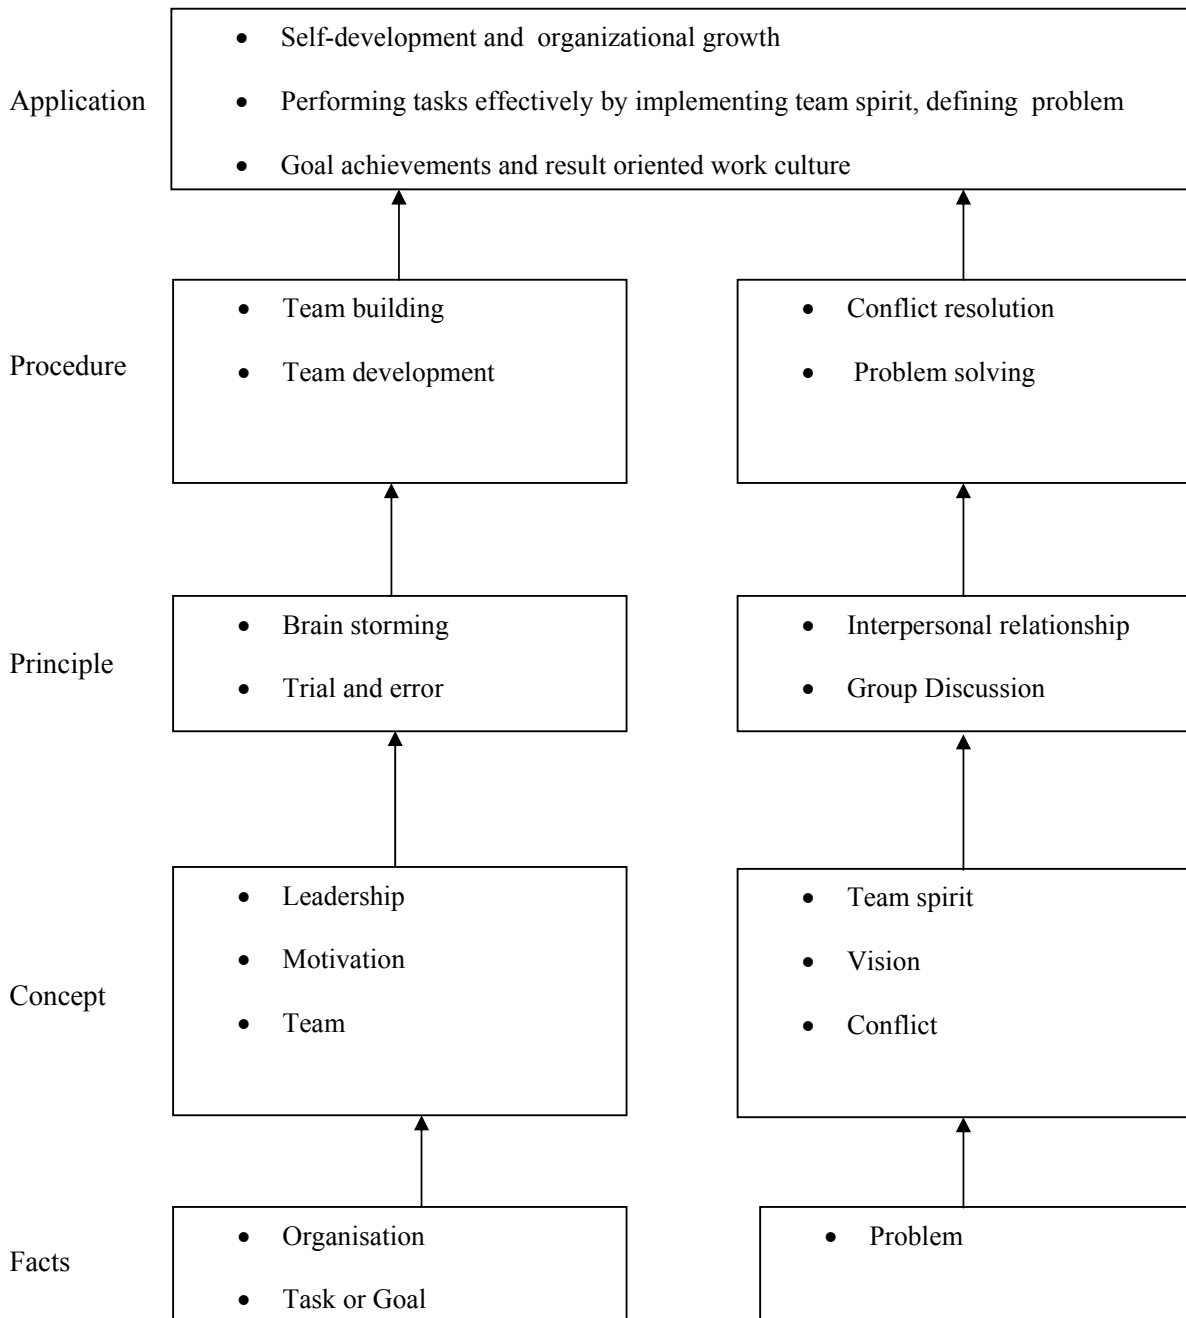 • Self-development and organizational growth
Application
• Performing tasks effectively by implementing team spirit, defining problem
• Goal achievements and result oriented work culture
Procedure
• Team building
• Team development
• Conflict resolution
• Problem solving
Principle
• Brain storming
• Trial and error
• Interpersonal relationship
• Group Discussion
Concept
• Leadership
• Motivation
• Team
• Team spirit
• Vision
• Conflict
Facts
• Organisation
• Task or Goal
• Problem